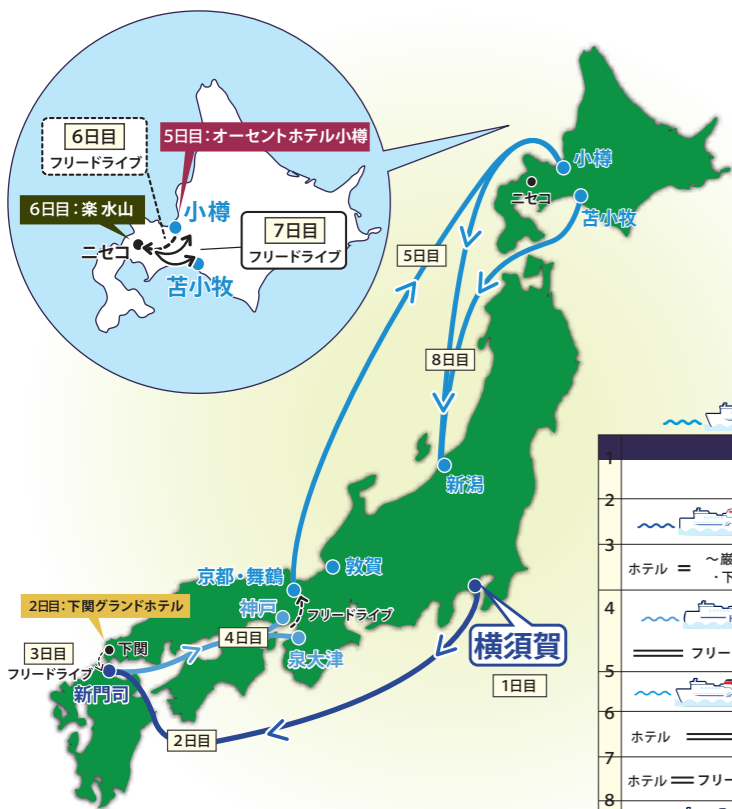 6日目
フリードライブ
5日目：オーセントホテル小樽
6日目：楽 水山
小樽
ニセコ
7日目
フリードライブ
苫小牧
小樽
ニセコ
苫小牧
5日目
8日目
新潟
京都・舞鶴
敦賀
神戸
フリードライブ
2日目：下関グランドホテル
4日目
泉大津
横須賀
3日目
フリードライブ
下関
新門司
1日目
2日目
1
2
3
ホテル = ～巌
・下
4
フリー
5
6
ホテル
7
ホテル = フリー
8